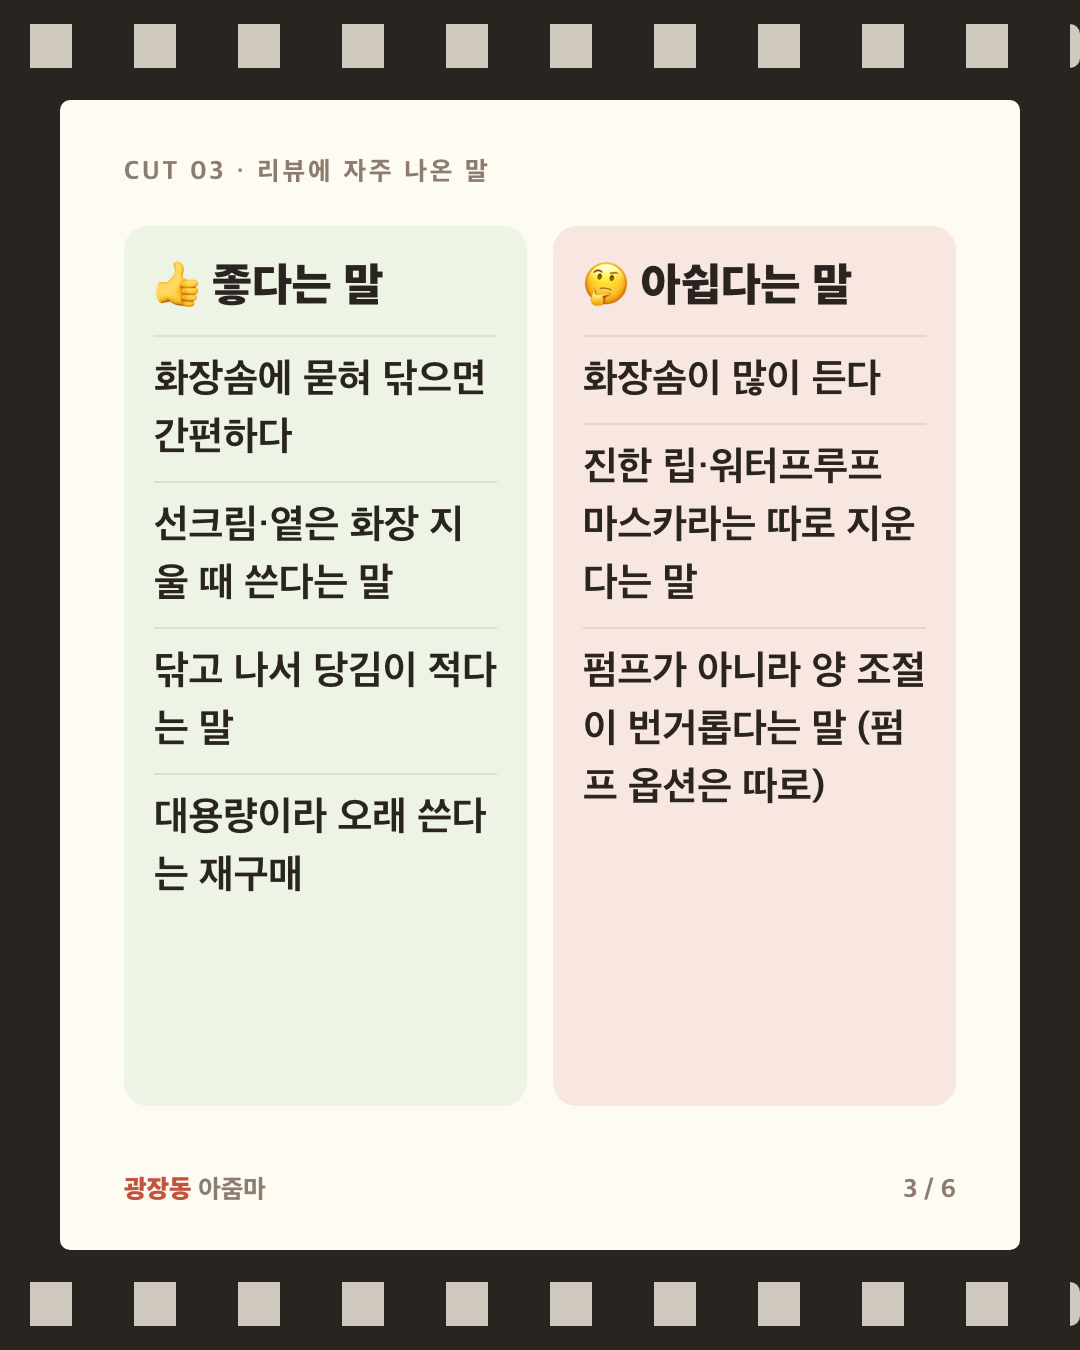 CUT 03 · 리뷰에 자주 나온 말
👍 좋다는 말
화장솜에 묻혀 닦으면
간편하다
선크림·옅은 화장 지
울 때 쓴다는 말
닦고 나서 당김이 적다
는 말
대용량이라 오래 쓴다
는 재구매
🤔 아쉽다는 말
화장솜이 많이 든다
진한 립·워터프루프
마스카라는 따로 지운
다는 말
펌프가 아니라 양 조절
이 번거롭다는 말 (펌
프 옵션은 따로)
광장동 아줌마
3 / 6